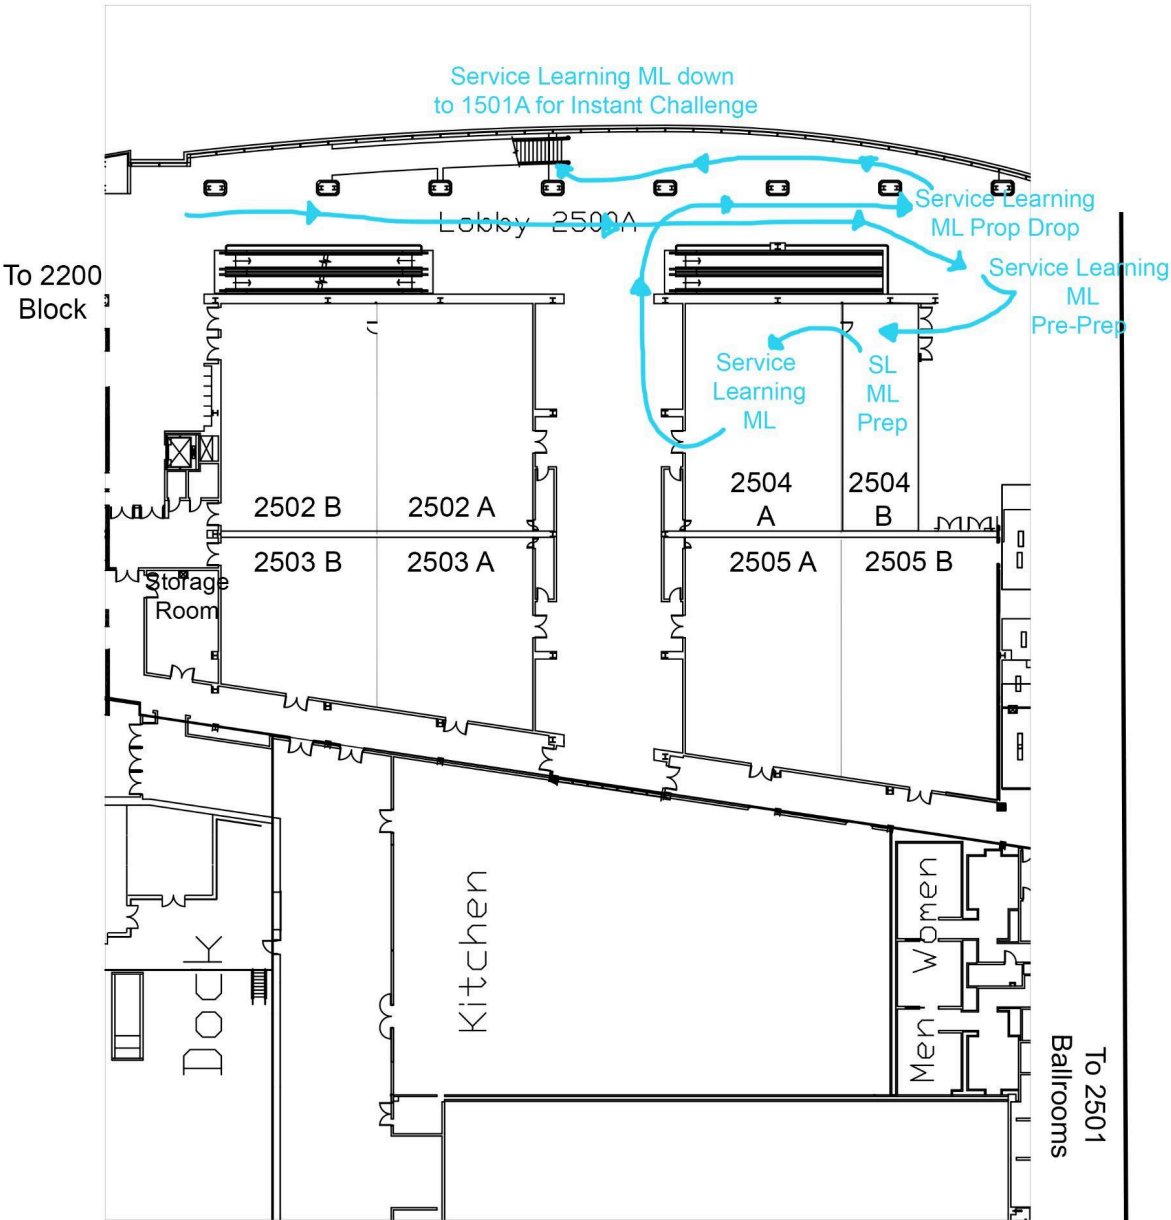 Service Learning ML down
to 1501A for Instant Challenge
Lobby 2500A
Service Learning
ML Prop Drop
To 2200
Block
Service Learning
ML
Pre-Prep
Service
Learning
ML
SL
ML
Prep
2502 B
2502 A
2504
A
2504
B
2503 B
2503 A
2505 A
2505 B
Storage
Room
Kitchen
Dock
Women
Men
To 2501
Ballrooms